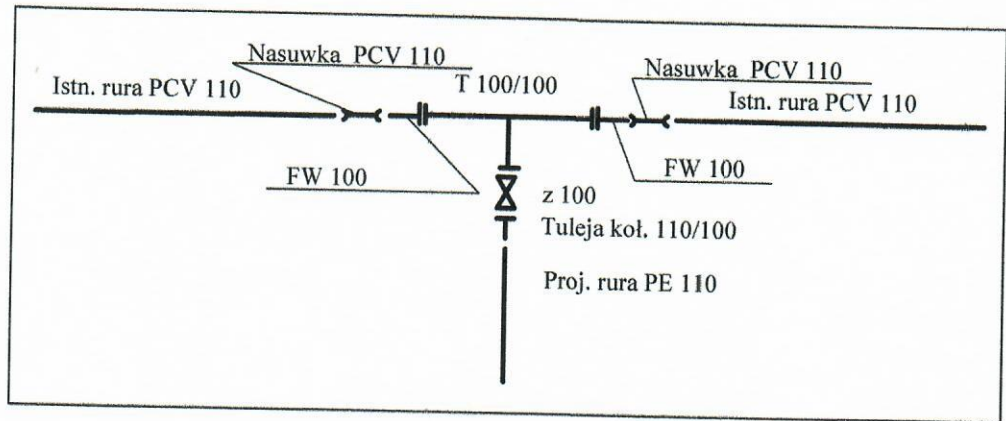 Nasuwka PCV 110
Istn. rura PCV 110
T 100/100
Nasuwka PCV 110
Istn. rura PCV 110
FW 100
FW 100
z 100
Tuleja koł. 110/100
Proj. rura PE 110